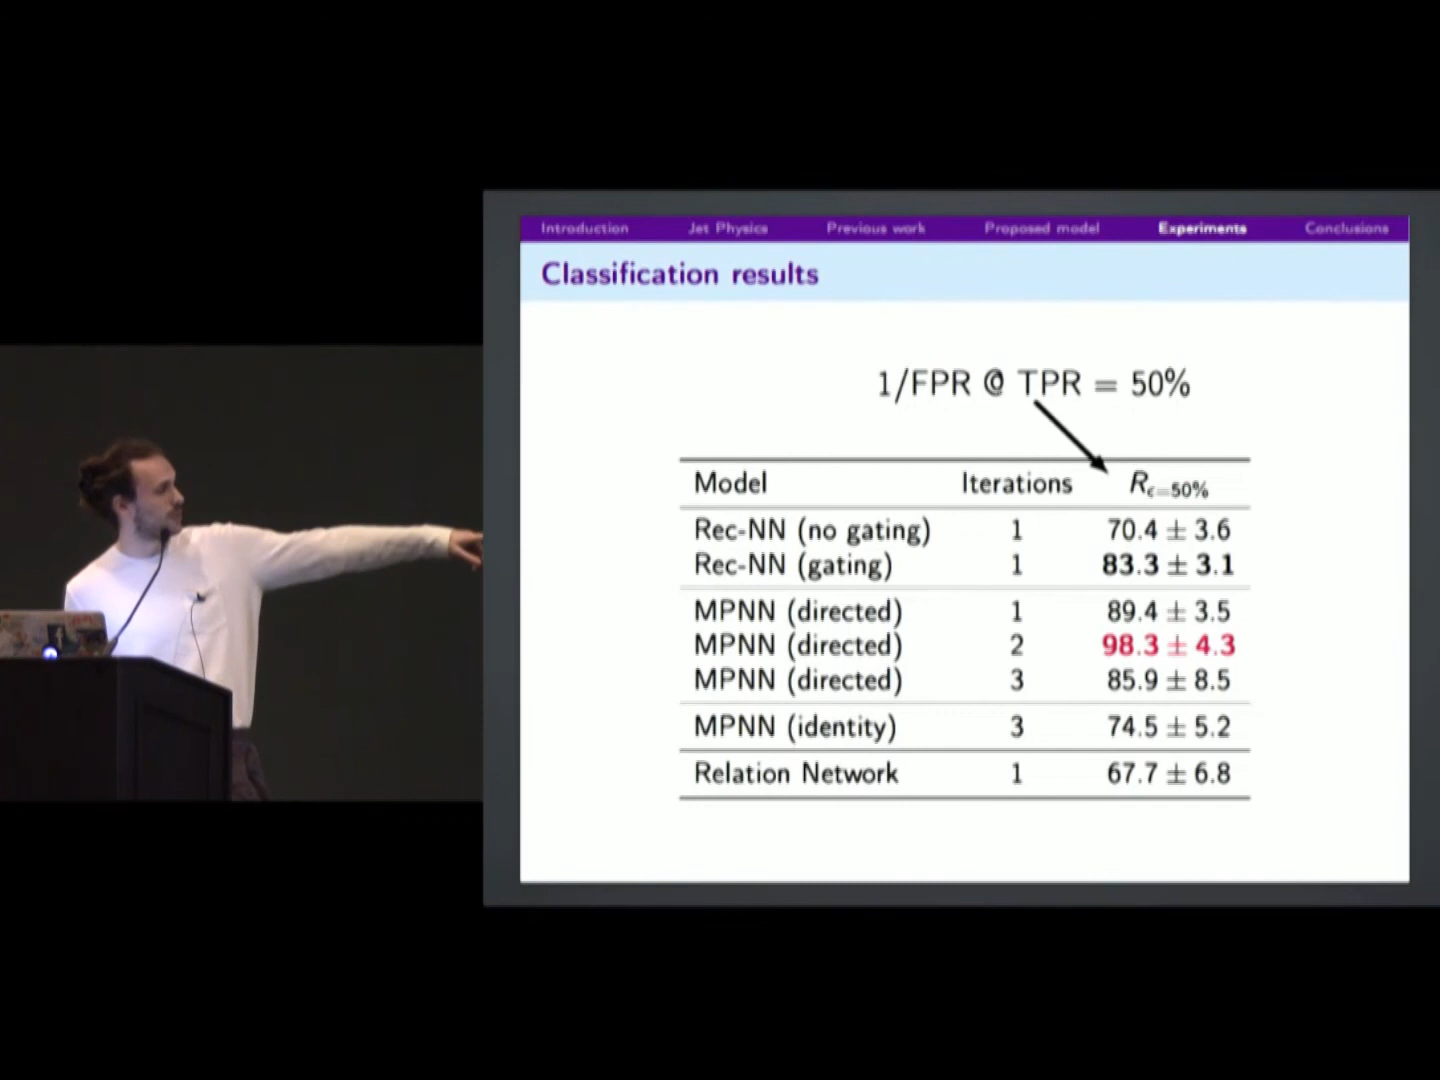 Introduction Jet Physics Previous work Proposed model Experiments Conclusions
Classification results
1/FPR @ TPR = 50%
Model Iterations Rϵ=50%
Rec-NN (no gating) 1 70.4 ± 3.6
Rec-NN (gating) 1 83.3 ± 3.1
MPNN (directed) 1 89.4 ± 3.5
MPNN (directed) 2 98.3 ± 4.3
MPNN (directed) 3 85.9 ± 8.5
MPNN (identity) 3 74.5 ± 5.2
Relation Network 1 67.7 ± 6.8